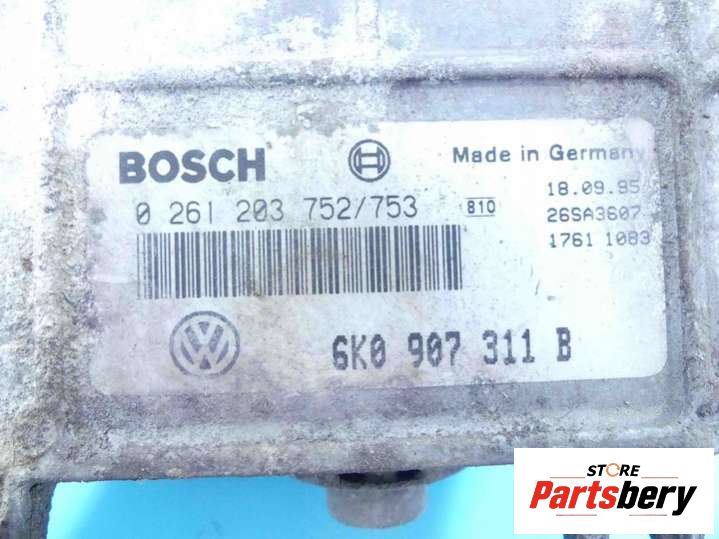 BOSCH
Made in Germany
0 261 203 752/753
810
18.09.95
26SA3607
1761 1083
VW
6K0 907 311 B
STORE
Partsbery